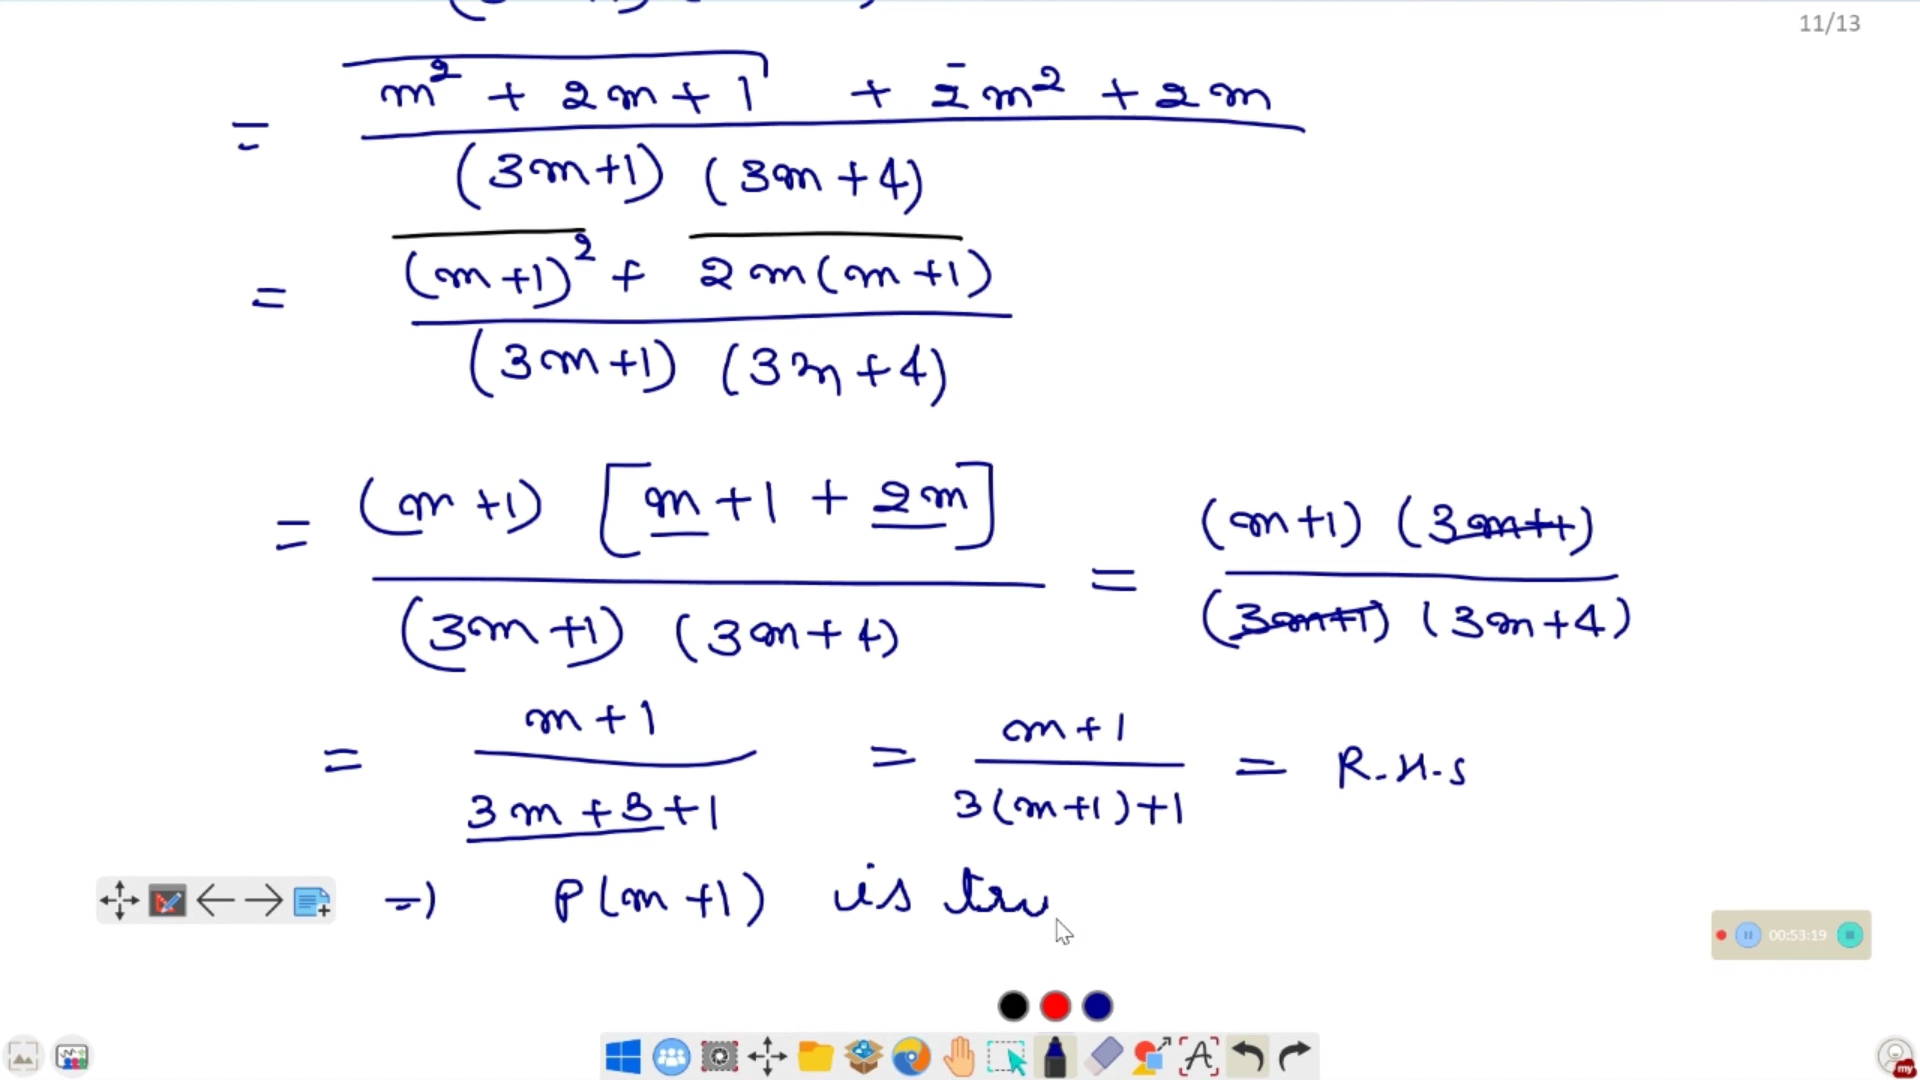 11/13
= m² + 2m + 1 + 2m² + 2m
(3m+1) (3m+4)
= (m+1)² + 2m(m+1)
(3m+1) (3m+4)
= (m+1) [m+1 + 2m] = (m+1) (3m+1)
(3m+1) (3m+4) (3m+1) (3m+4)
= m+1 = m+1 = R.H.S
3m+3+1 3(m+1)+1
=) P(m+1) is tru
00:53:19
my